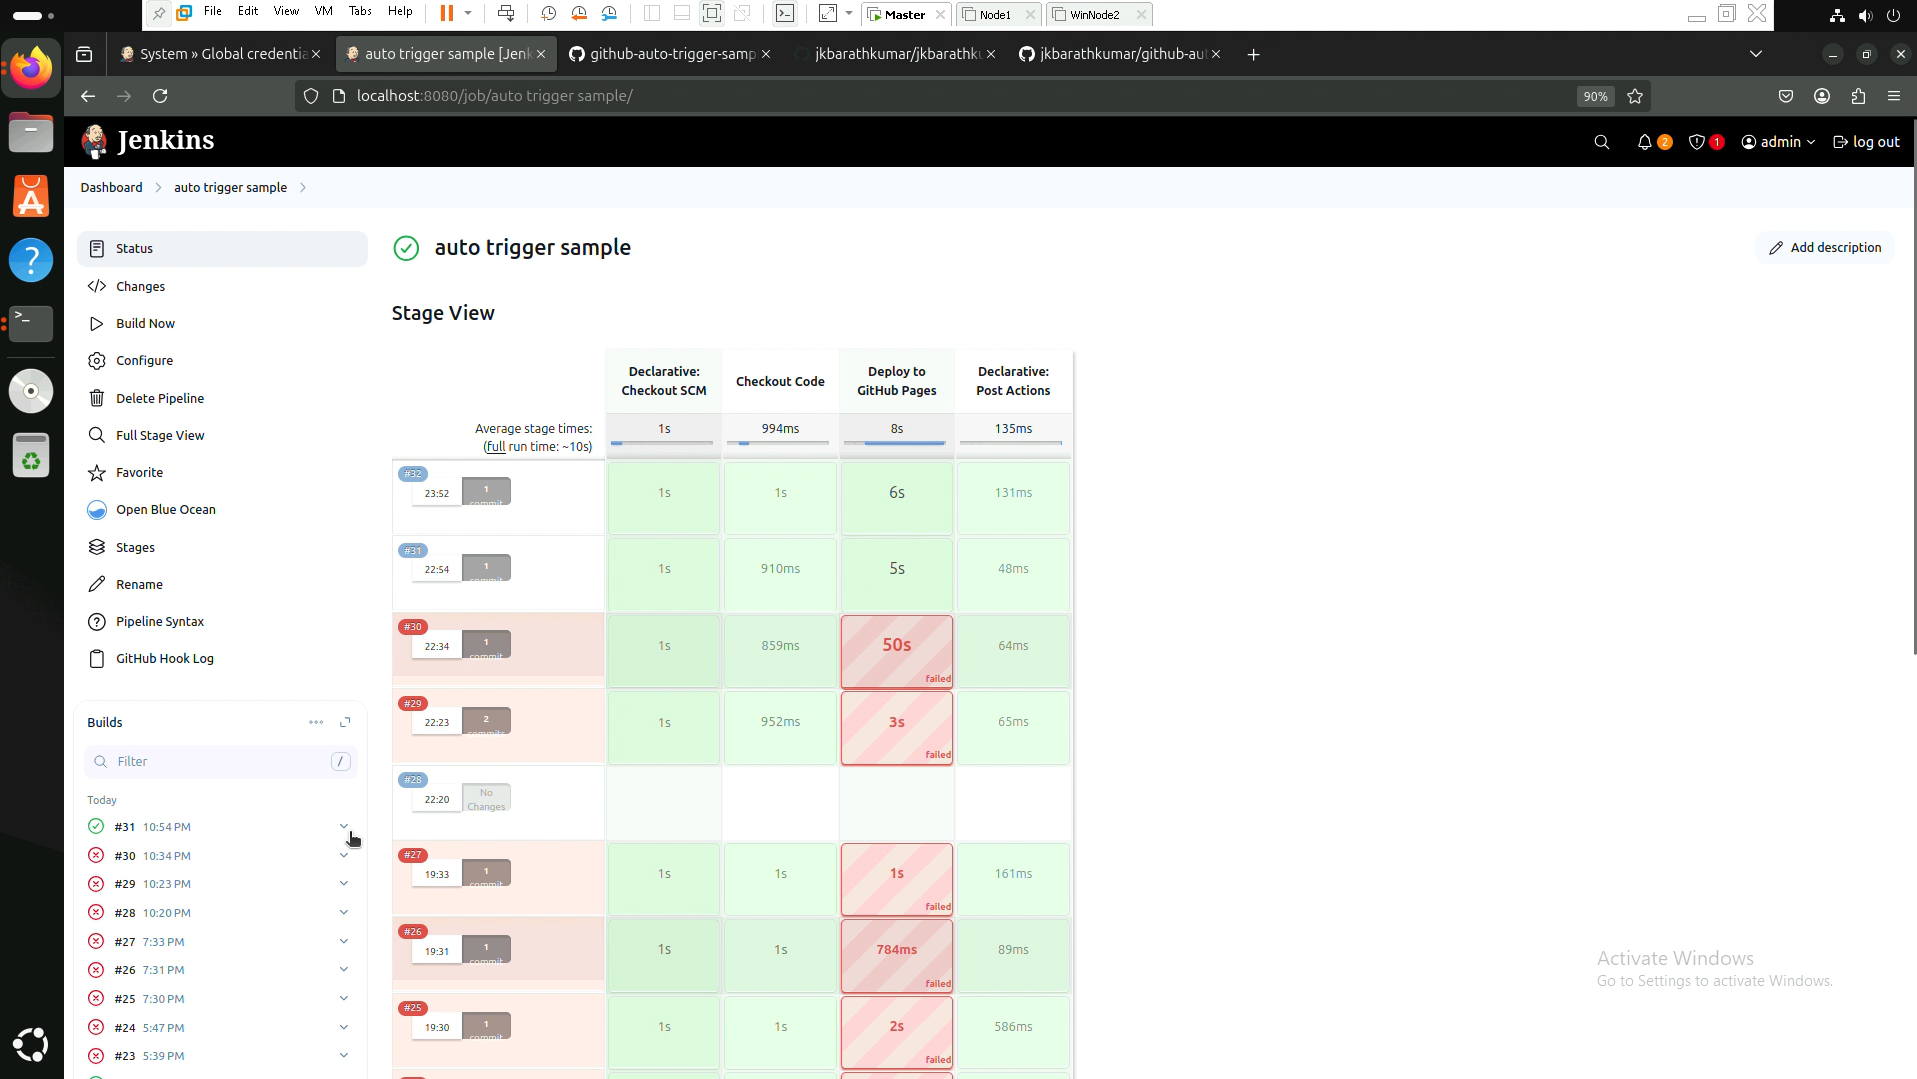 File Edit View VM Tabs Help
Master Node1 WinNode2
System » Global credentia auto trigger sample [Jenk github-auto-trigger-samp jkbarathkumar/jkbarathk jkbarathkumar/github-au
localhost:8080/job/auto trigger sample/ 90%
Jenkins
2 1 admin log out
Dashboard auto trigger sample
Status
Changes
Build Now
Configure
Delete Pipeline
Full Stage View
Favorite
Open Blue Ocean
Stages
Rename
Pipeline Syntax
GitHub Hook Log
Builds
Filter /
Today
#31 10:54 PM
#30 10:34 PM
#29 10:23 PM
#28 10:20 PM
#27 7:33 PM
#26 7:31 PM
#25 7:30 PM
#24 5:47 PM
#23 5:39 PM
auto trigger sample
Add description
Stage View
Declarative: Checkout SCM
Checkout Code
Deploy to GitHub Pages
Declarative: Post Actions
Average stage times:
(full run time: ~10s)
1s 994ms 8s 135ms
#32
23:52 1 commit
1s 1s 6s 131ms
#31
22:54 1 commit
1s 910ms 5s 48ms
#30
22:34 1 commit
1s 859ms 50s failed 64ms
#29
22:23 2 commits
1s 952ms 3s failed 65ms
#28
22:20 No Changes
#27
19:33 1 commit
1s 1s 1s failed 161ms
#26
19:31 1 commit
1s 1s 784ms failed 89ms
#25
19:30 1 commit
1s 1s 2s failed 586ms
Activate Windows
Go to Settings to activate Windows.